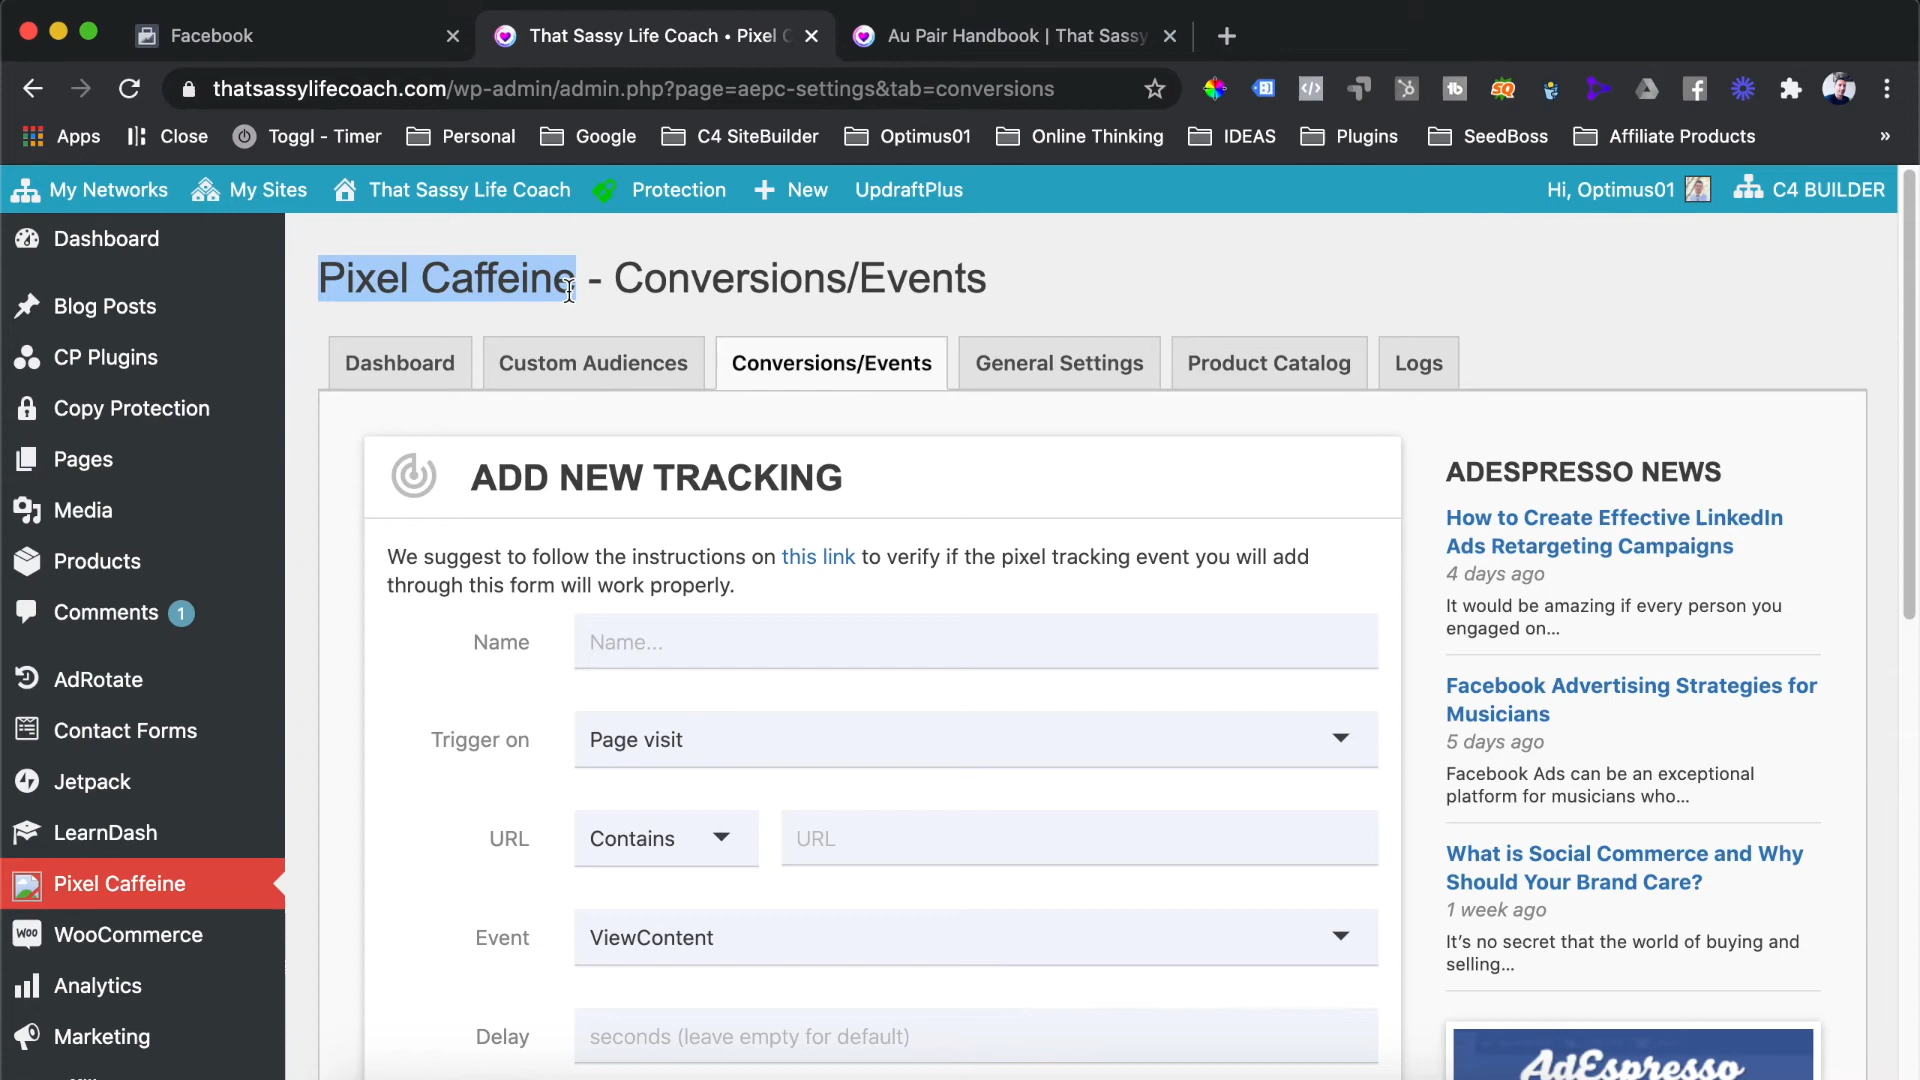 Facebook
That Sassy Life Coach • Pixel C
Au Pair Handbook | That Sassy
thatsassylifecoach.com/wp-admin/admin.php?page=aepc-settings&tab=conversions
Apps
Close
Toggl - Timer
Personal
Google
C4 SiteBuilder
Optimus01
Online Thinking
IDEAS
Plugins
SeedBoss
Affiliate Products
»
My Networks
My Sites
That Sassy Life Coach
Protection
New
UpdraftPlus
Hi, Optimus01
C4 BUILDER
Dashboard
Blog Posts
CP Plugins
Copy Protection
Pages
Media
Products
Comments 1
AdRotate
Contact Forms
Jetpack
LearnDash
Pixel Caffeine
WooCommerce
Analytics
Marketing
Pixel Caffeine - Conversions/Events
Dashboard
Custom Audiences
Conversions/Events
General Settings
Product Catalog
Logs
ADD NEW TRACKING
We suggest to follow the instructions on this link to verify if the pixel tracking event you will add
through this form will work properly.
Name
Name...
Trigger on
Page visit
URL
Contains
URL
Event
ViewContent
Delay
seconds (leave empty for default)
ADESPRESSO NEWS
How to Create Effective LinkedIn
Ads Retargeting Campaigns
4 days ago
It would be amazing if every person you
engaged on...
Facebook Advertising Strategies for
Musicians
5 days ago
Facebook Ads can be an exceptional
platform for musicians who...
What is Social Commerce and Why
Should Your Brand Care?
1 week ago
It's no secret that the world of buying and
selling...
AdEspresso